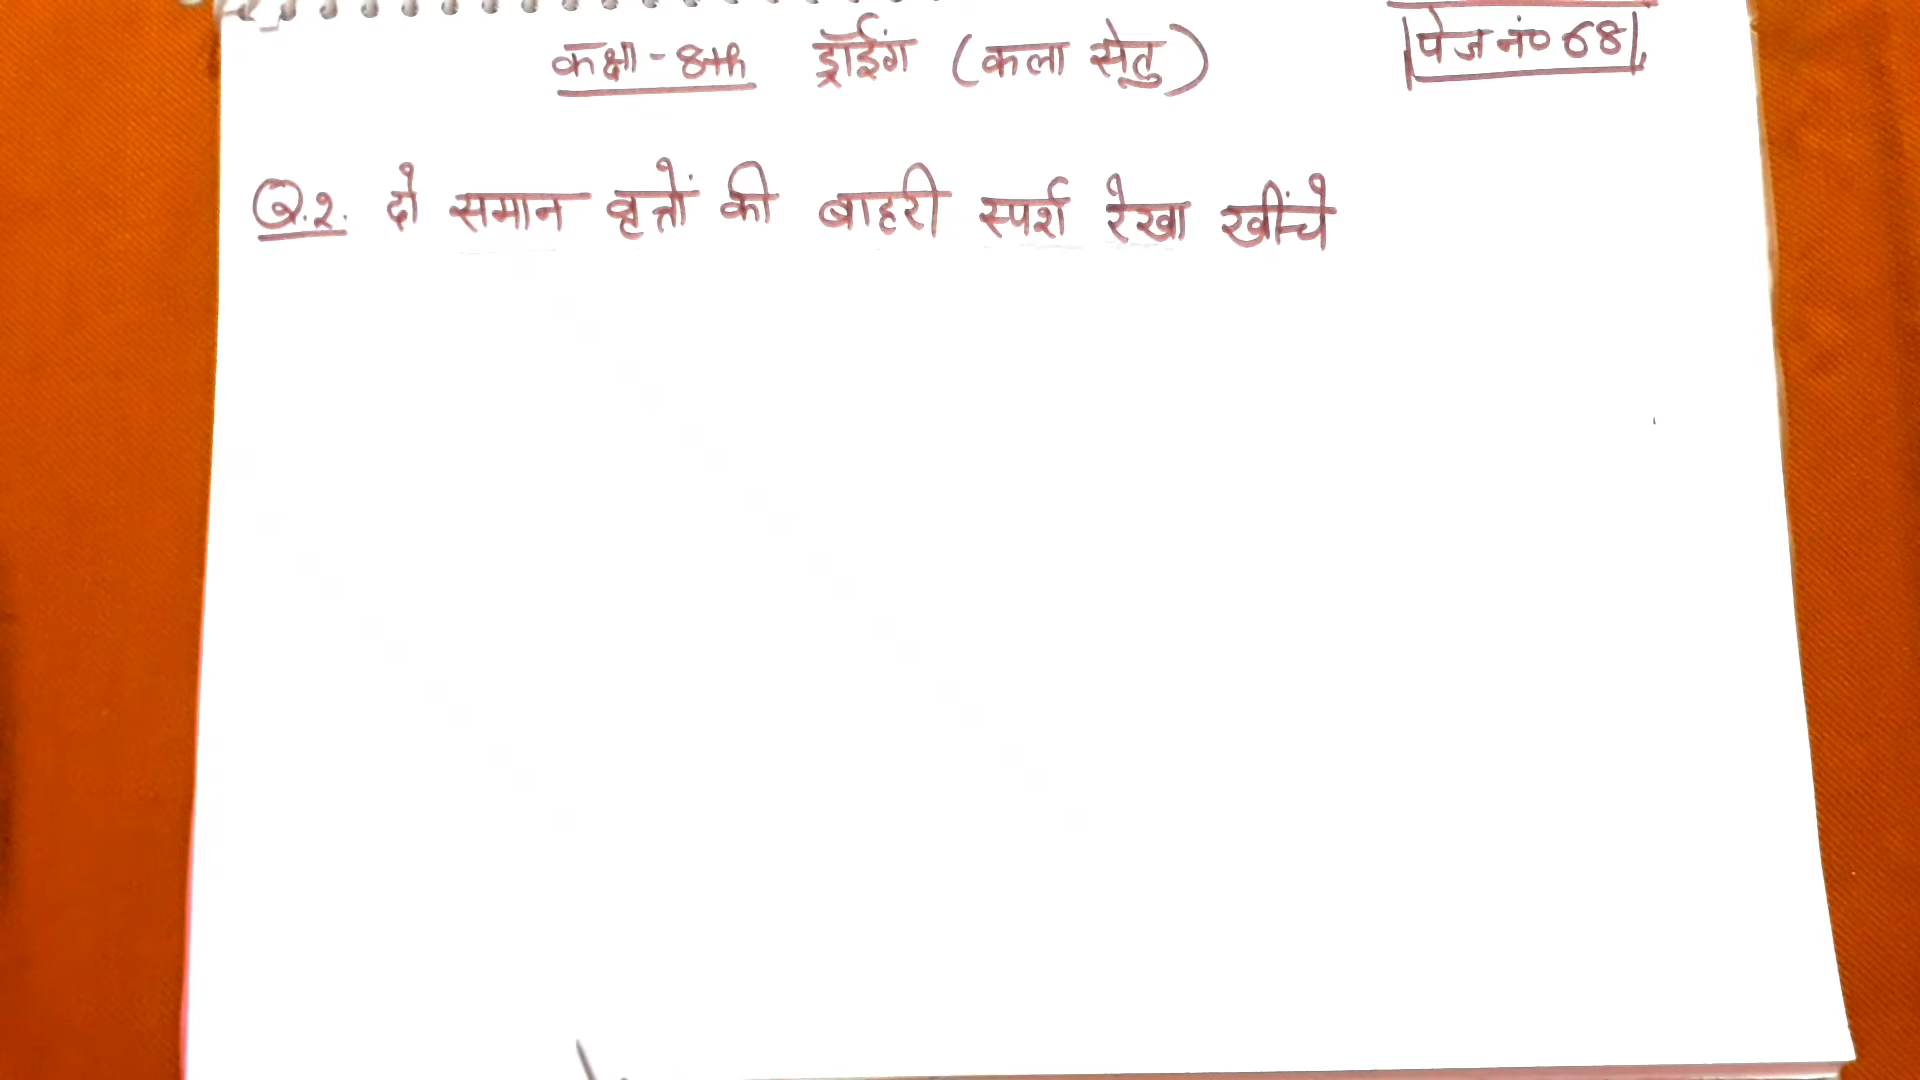 कक्षा - 8th ड्रॉईंग (कला सेतु)
पेज नं० 68
Q.2. दो समान वृत्तों की बाहरी स्पर्श रेखा खींचे